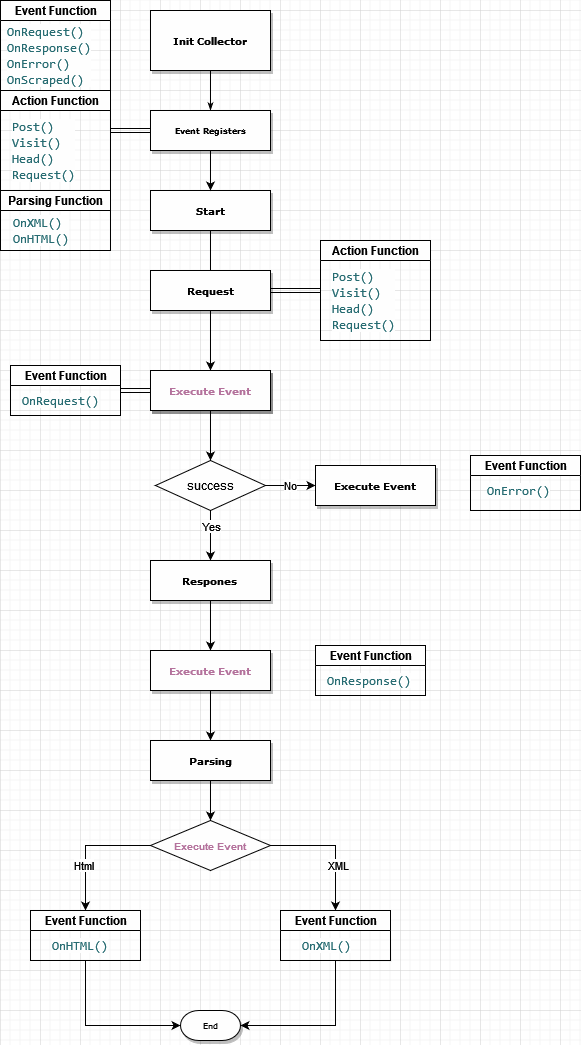 Event Function
OnRequest()
OnResponse()
OnError()
OnScraped()
Action Function
Post()
Visit()
Head()
Request()
Parsing Function
OnXML()
OnHTML()
Init Collector
Event Registers
Start
Request
Action Function
Post()
Visit()
Head()
Request()
Event Function
OnRequest()
Execute Event
success
No
Execute Event
Event Function
OnError()
Yes
Respones
Execute Event
Event Function
OnResponse()
Parsing
Execute Event
Html
XML
Event Function
OnHTML()
Event Function
OnXML()
End